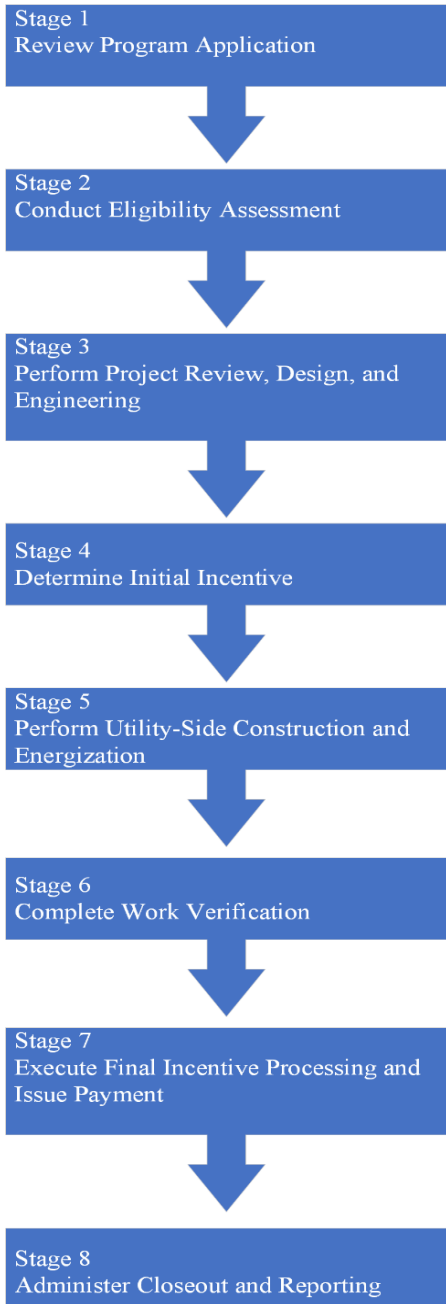 Stage 1
Review Program Application
Stage 2
Conduct Eligibility Assessment
Stage 3
Perform Project Review, Design, and
Engineering
Stage 4
Determine Initial Incentive
Stage 5
Perform Utility-Side Construction and
Energization
Stage 6
Complete Work Verification
Stage 7
Execute Final Incentive Processing and
Issue Payment
Stage 8
Administer Closeout and Reporting